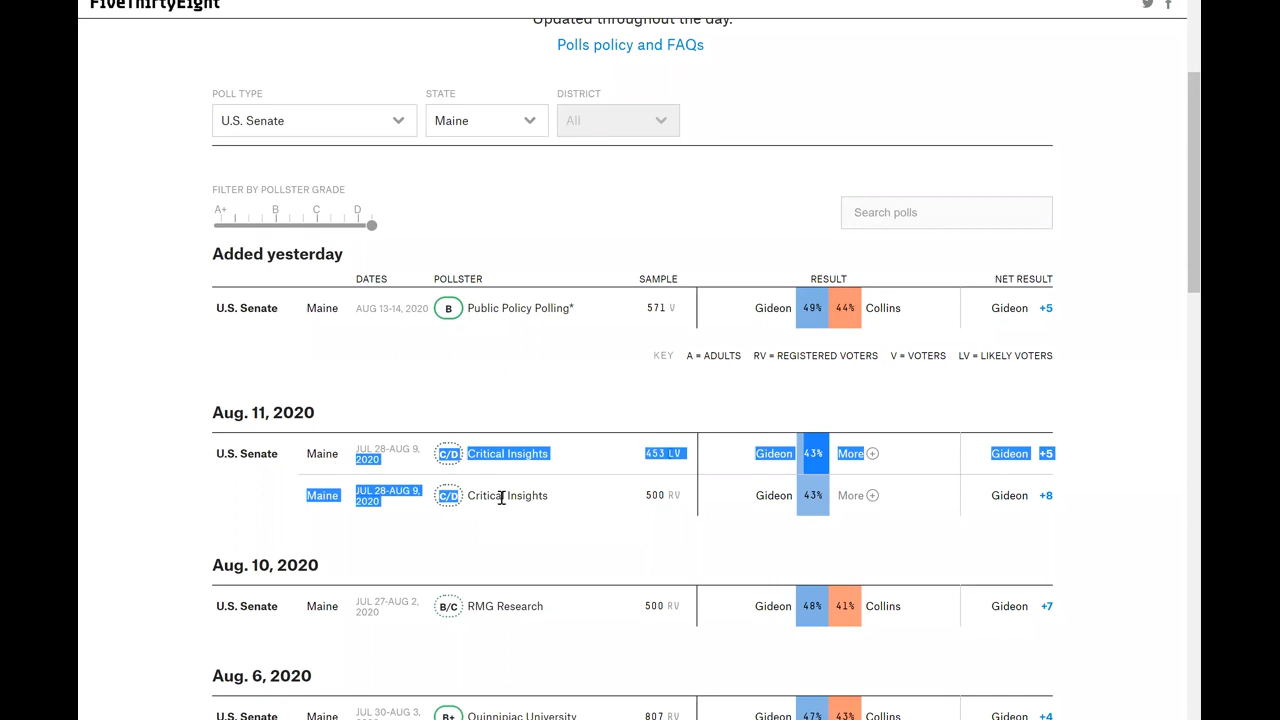 FiveThirtyEight
Updated throughout the day.
Polls policy and FAQs
POLL TYPE STATE DISTRICT
U.S. Senate Maine All
FILTER BY POLLSTER GRADE
A+ B C D
Search polls
Added yesterday
DATES POLLSTER SAMPLE RESULT NET RESULT
U.S. Senate Maine AUG 13-14, 2020 B Public Policy Polling* 571 V Gideon 49% 44% Collins Gideon +5
KEY A = ADULTS RV = REGISTERED VOTERS V = VOTERS LV = LIKELY VOTERS
Aug. 11, 2020
U.S. Senate Maine JUL 28-AUG 9, 2020 C/D Critical Insights 453 LV Gideon 43% More Gideon +5
Maine JUL 28-AUG 9, 2020 C/D Critical Insights 500 RV Gideon 43% More Gideon +8
Aug. 10, 2020
U.S. Senate Maine JUL 27-AUG 2, 2020 B/C RMG Research 500 RV Gideon 48% 41% Collins Gideon +7
Aug. 6, 2020
U.S. Senate Maine JUL 30-AUG 3, B+ Quinnipiac University 807 RV Gideon 47% 43% Collins Gideon +4